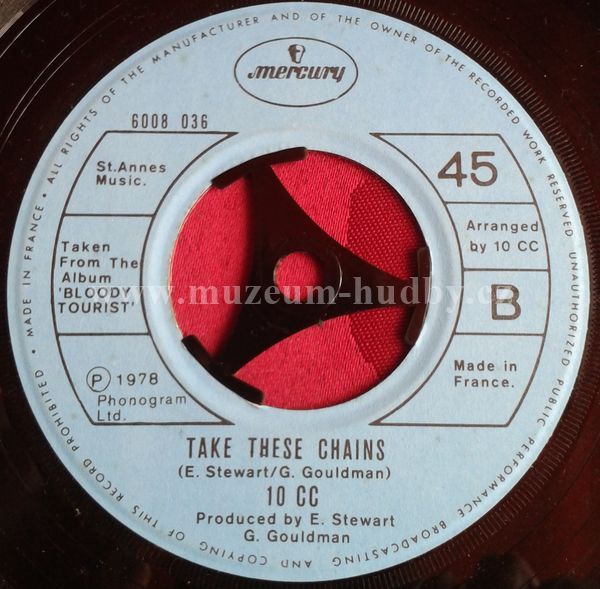 ALL RIGHTS OF THE MANUFACTURER AND OF THE OWNER OF THE RECORDED WORK RESERVED UNAUTHORIZED PUBLIC PERFORMANCE BROADCASTING AND COPYING OF THIS RECORD PROHIBITED • MADE IN FRANCE •
mercury
6008 036
St.Annes
Music.
45
Taken
From The
Album
'BLOODY
TOURIST'
Arranged
by 10 CC
B
www.muzeum-hudby.cz
Ⓟ 1978
Phonogram
Ltd.
Made in
France.
TAKE THESE CHAINS
(E. Stewart/G. Gouldman)
10 CC
Produced by E. Stewart
G. Gouldman